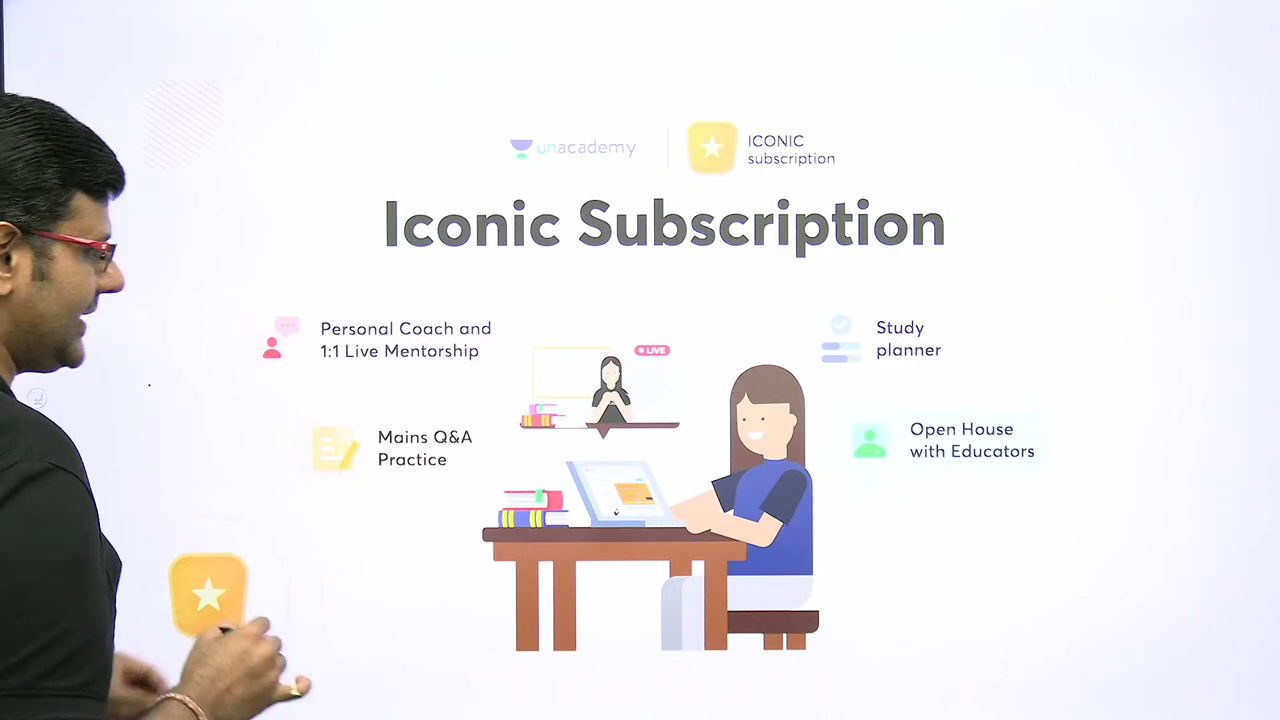 unacademy
ICONIC
subscription
Iconic Subscription
Personal Coach and
1:1 Live Mentorship
Study
planner
LIVE
Mains Q&A
Practice
Open House
with Educators